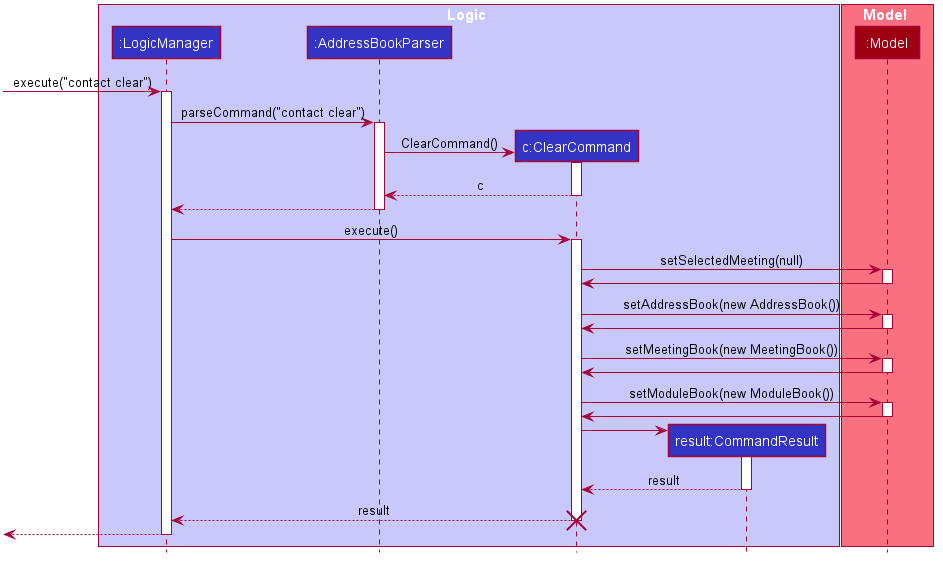 Logic
Model
:LogicManager
:AddressBookParser
:Model
execute("contact clear")
parseCommand("contact clear")
ClearCommand()
c:ClearCommand
c
execute()
setSelectedMeeting(null)
setAddressBook(new AddressBook())
setMeetingBook(new MeetingBook())
setModuleBook(new ModuleBook())
result:CommandResult
result
result